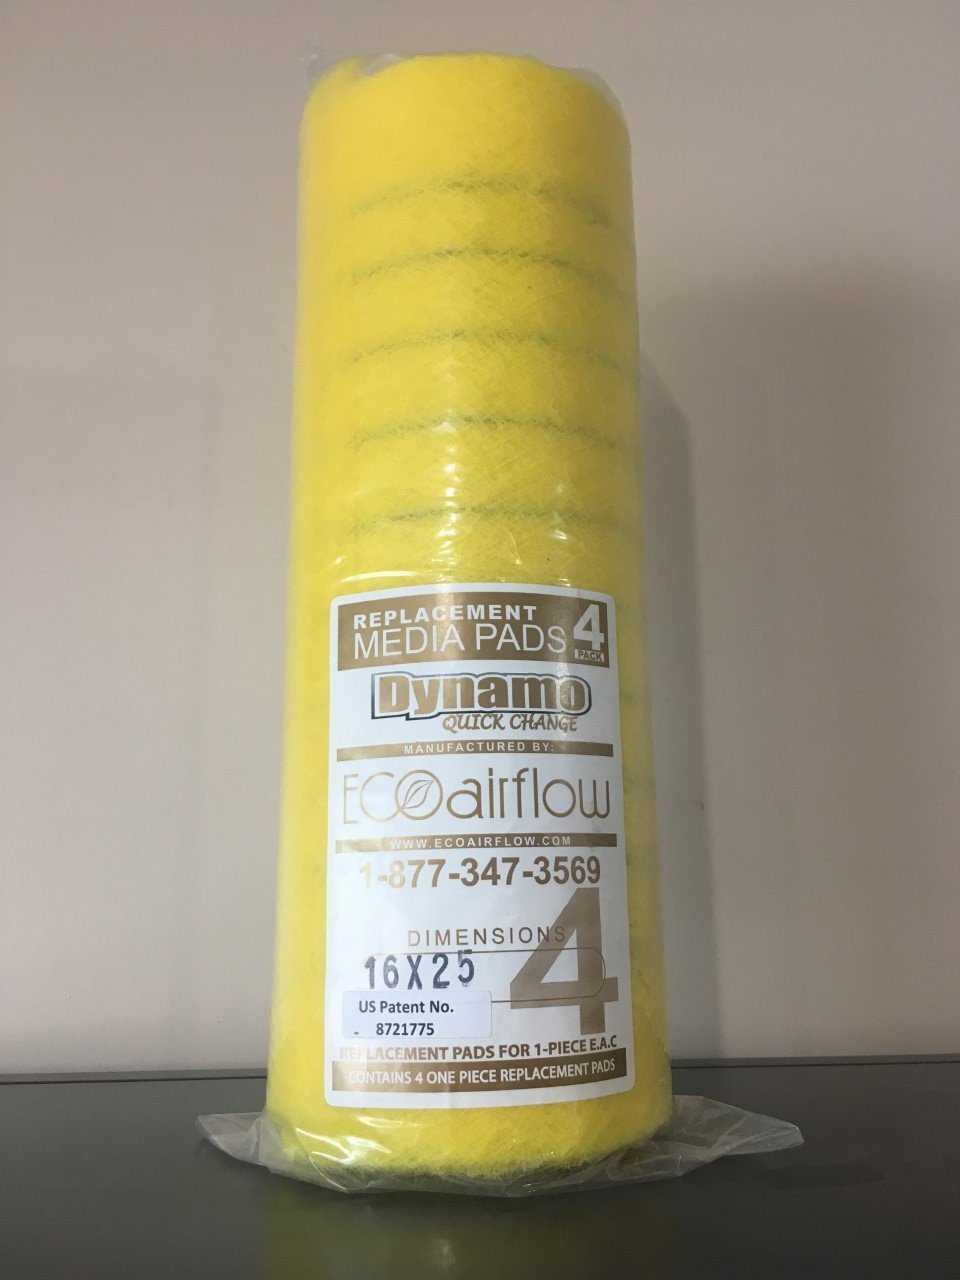 REPLACEMENT
MEDIA PADS
4
PACK
Dynamo
QUICK CHANGE
MANUFACTURED BY:
ECOairflow
WWW.ECOAIRFLOW.COM
1-877-347-3569
DIMENSIONS
16X25
4
US Patent No.
- 8721775
REPLACEMENT PADS FOR 1-PIECE E.A.C
CONTAINS 4 ONE PIECE REPLACEMENT PADS